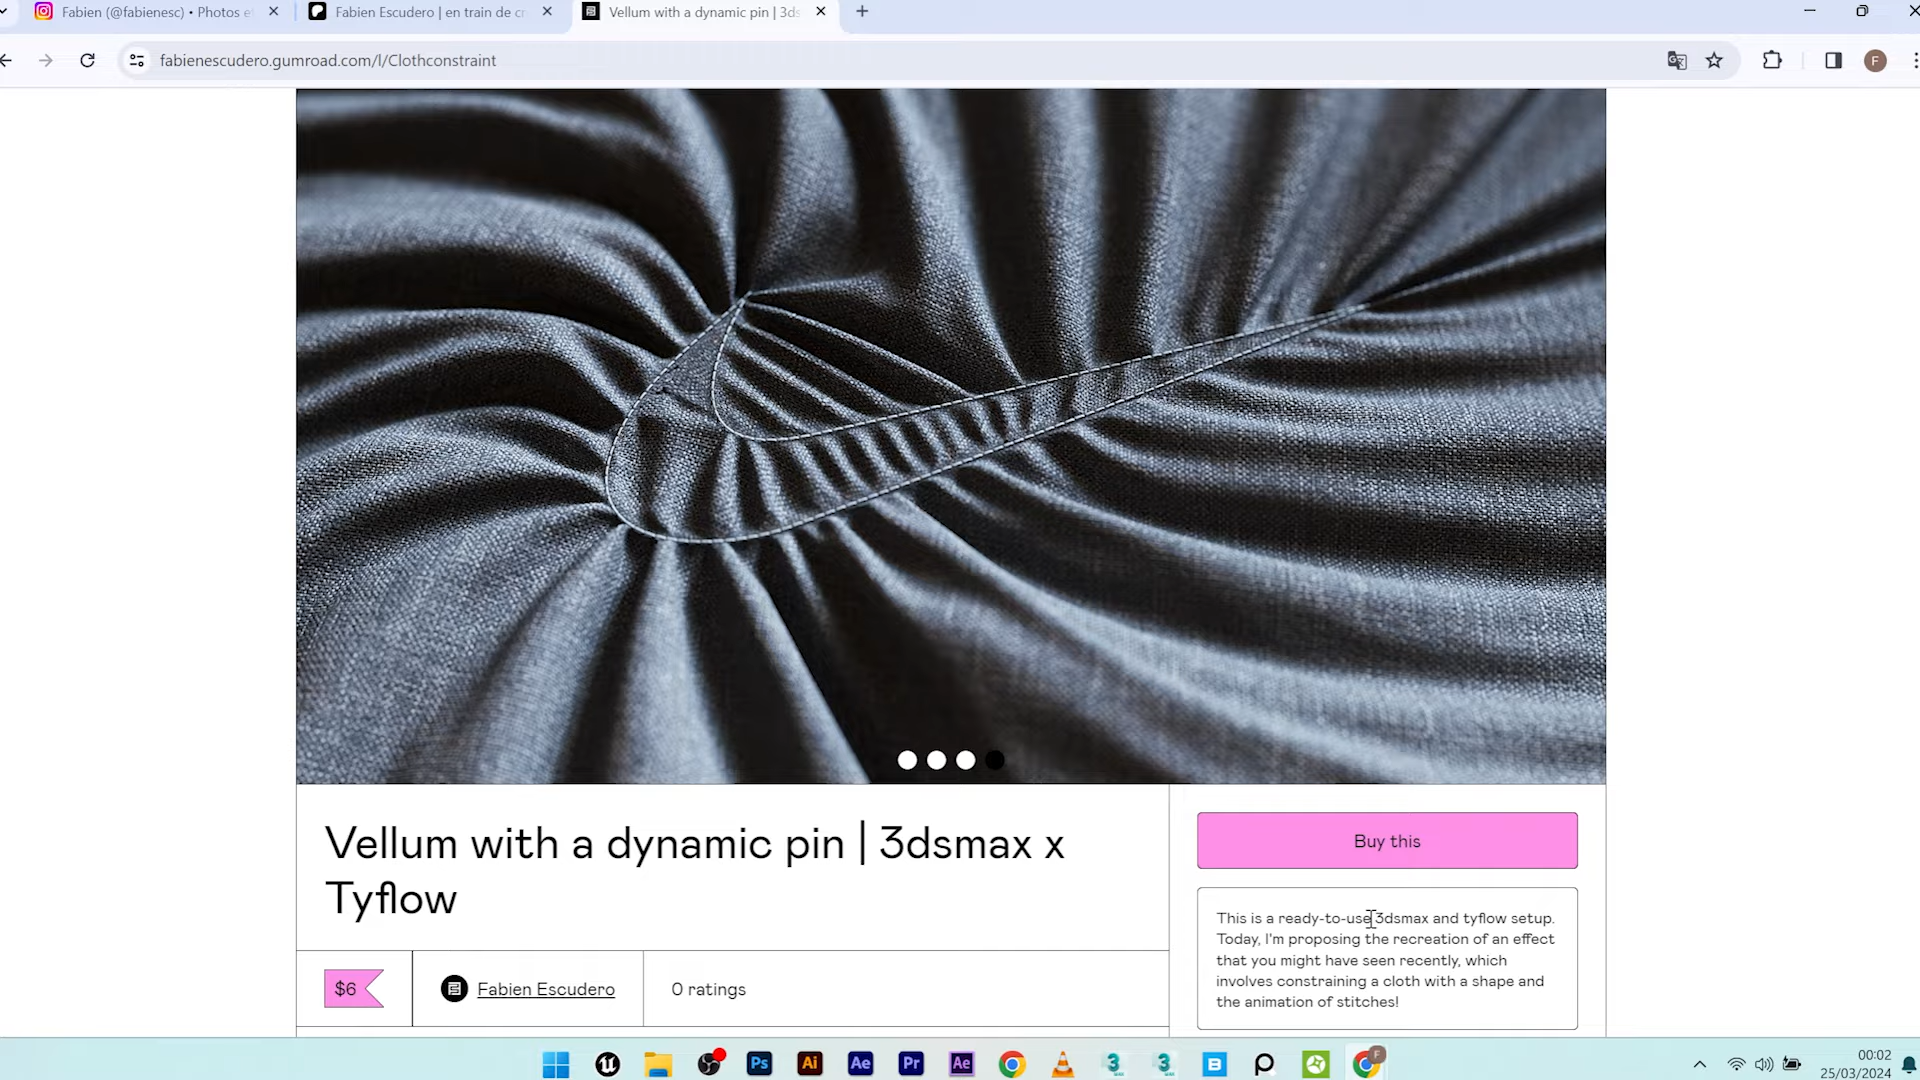 Fabien (@fabienesc) • Photos e
Fabien Escudero | en train de cr
Vellum with a dynamic pin | 3ds
fabienescudero.gumroad.com/l/Clothconstraint
F
Vellum with a dynamic pin | 3dsmax x
Tyflow
$6
Fabien Escudero
0 ratings
Buy this
This is a ready-to-use 3dsmax and tyflow setup.
Today, I'm proposing the recreation of an effect
that you might have seen recently, which
involves constraining a cloth with a shape and
the animation of stitches!
Ps
Ai
Ae
Pr
Ae
3
3
B
F
00:02
25/03/2024